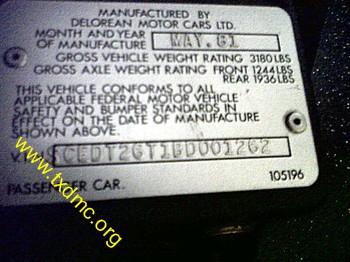 MANUFACTURED BY
DELOREAN MOTOR CARS LTD.
MONTH AND YEAR
OF MANUFACTURE MAY. 81
GROSS VEHICLE WEIGHT RATING 3180 LBS
GROSS AXLE WEIGHT RATING FRONT 1244 LBS
REAR 1936 LBS
THIS VEHICLE CONFORMS TO ALL
APPLICABLE FEDERAL MOTOR VEHICLE
SAFETY AND BUMPER STANDARDS IN
EFFECT ON THE DATE OF MANUFACTURE
SHOWN ABOVE.
SCEDT26T1BD001262
PASSENGER CAR. 105196
www.txdmc.org